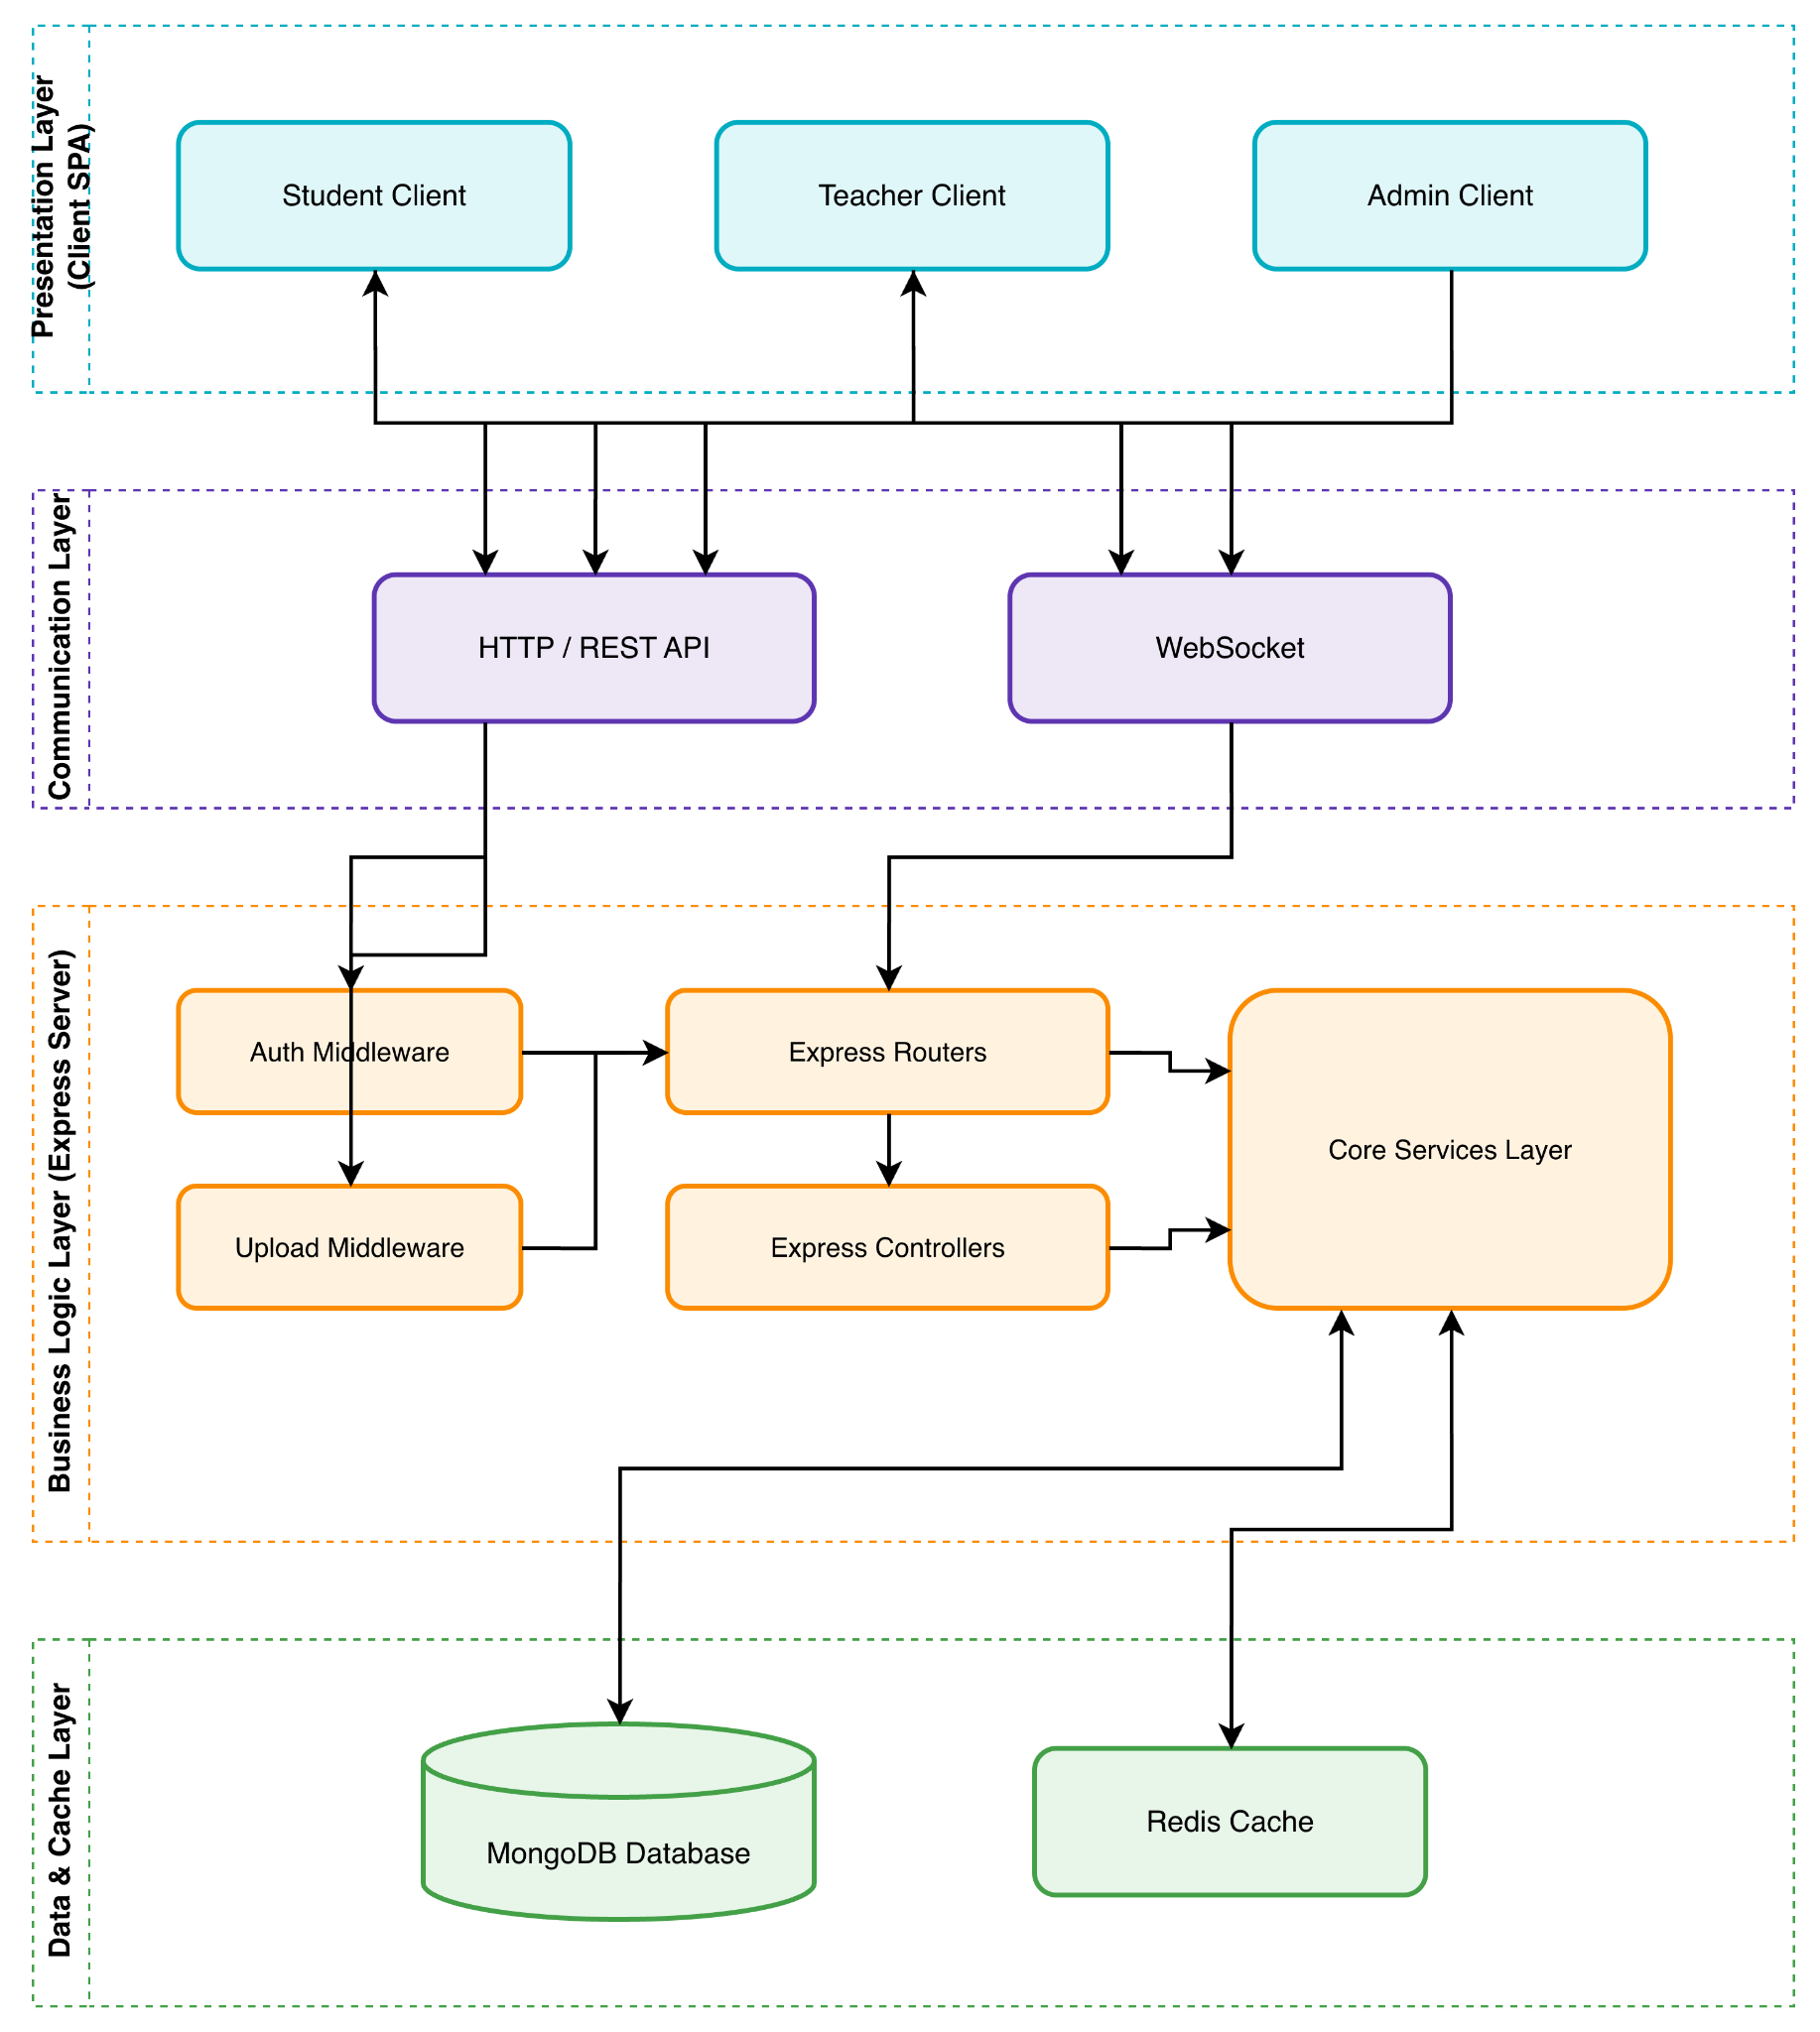 Presentation Layer
(Client SPA)
Student Client
Teacher Client
Admin Client
Communication Layer
HTTP / REST API
WebSocket
Business Logic Layer (Express Server)
Auth Middleware
Express Routers
Core Services Layer
Upload Middleware
Express Controllers
Data & Cache Layer
MongoDB Database
Redis Cache